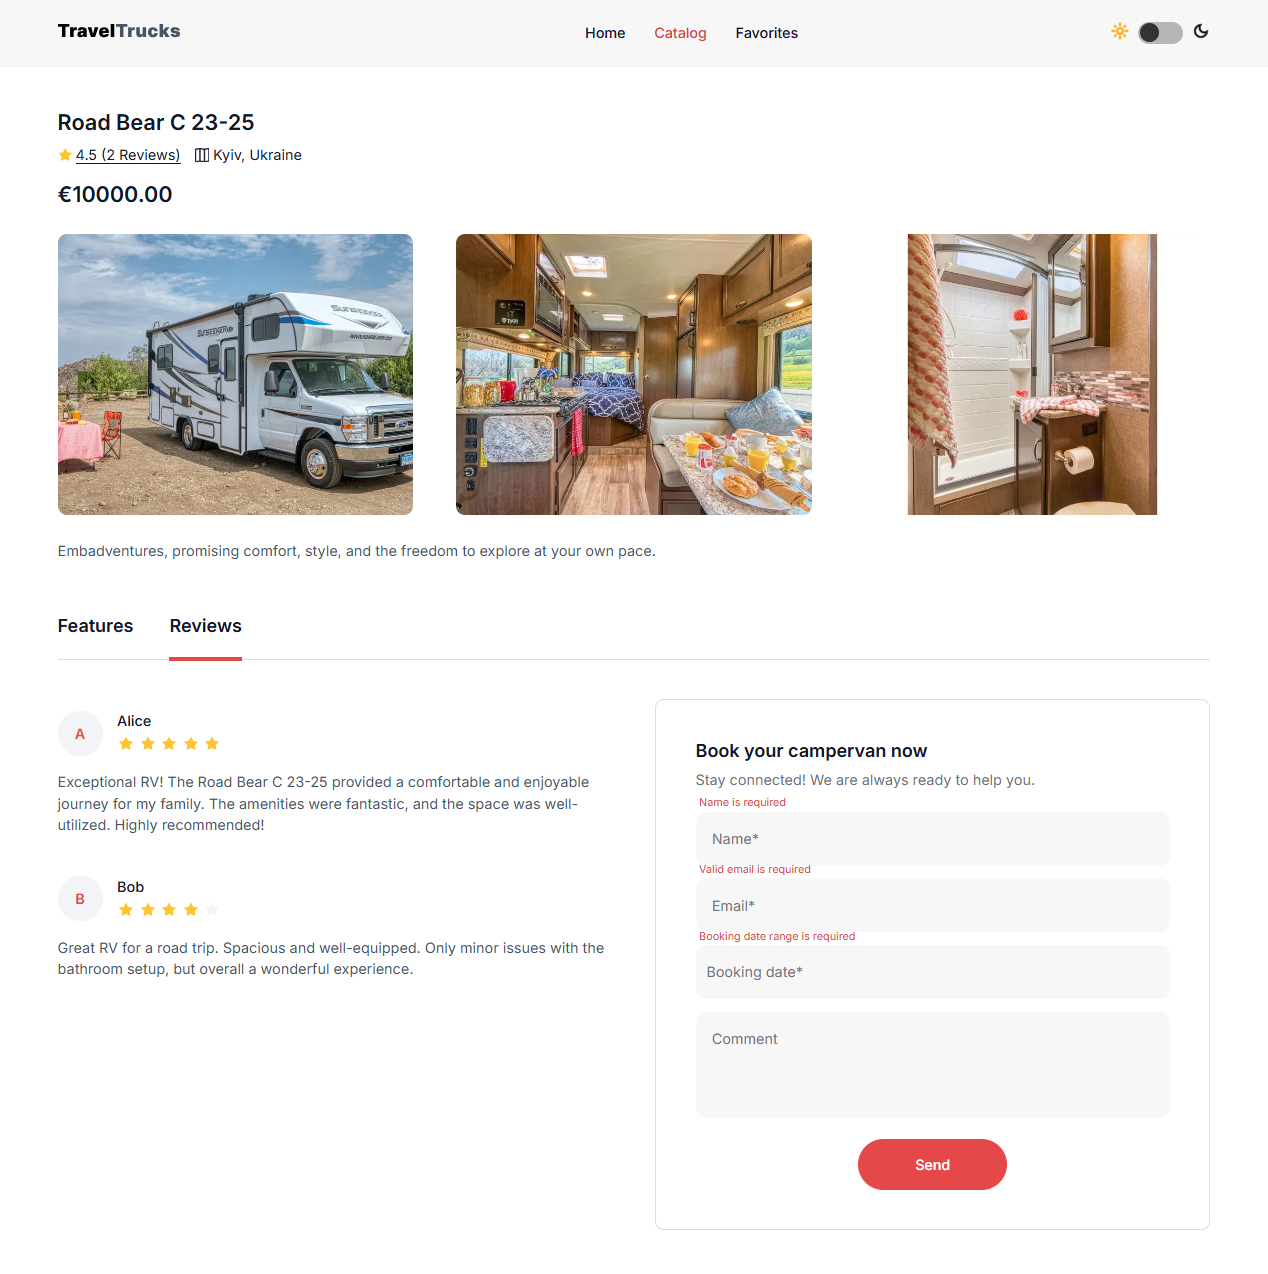 TravelTrucks
Home
Catalog
Favorites
Road Bear C 23-25
4.5 (2 Reviews)
Kyiv, Ukraine
€10000.00
SUNSEEKER
SUNSEEKER
Embadventures, promising comfort, style, and the freedom to explore at your own pace.
Features
Reviews
A
Alice
Exceptional RV! The Road Bear C 23-25 provided a comfortable and enjoyable
journey for my family. The amenities were fantastic, and the space was well-
utilized. Highly recommended!
B
Bob
Great RV for a road trip. Spacious and well-equipped. Only minor issues with the
bathroom setup, but overall a wonderful experience.
Book your campervan now
Stay connected! We are always ready to help you.
Name is required
Name*
Valid email is required
Email*
Booking date range is required
Booking date*
Comment
Send